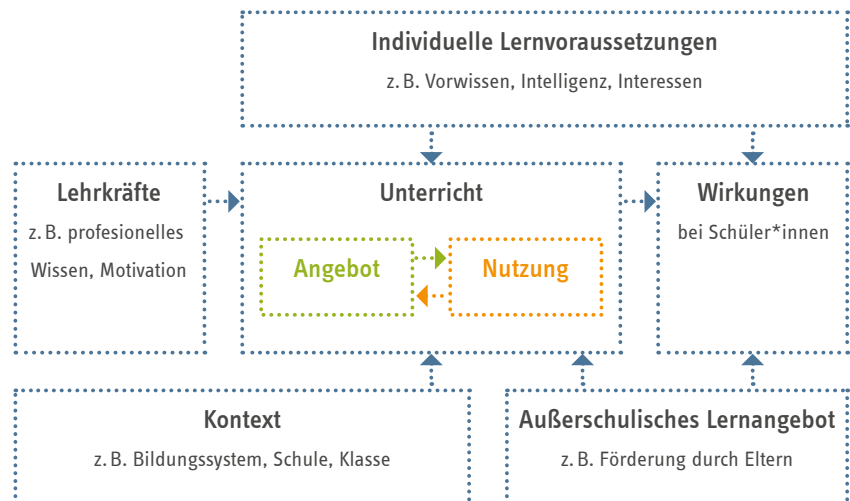 Individuelle Lernvoraussetzungen
z. B. Vorwissen, Intelligenz, Interessen
Lehrkräfte
z. B. profesionelles
Wissen, Motivation
Unterricht
Angebot
Nutzung
Wirkungen
bei Schüler*innen
Kontext
z. B. Bildungssystem, Schule, Klasse
Außerschulisches Lernangebot
z. B. Förderung durch Eltern